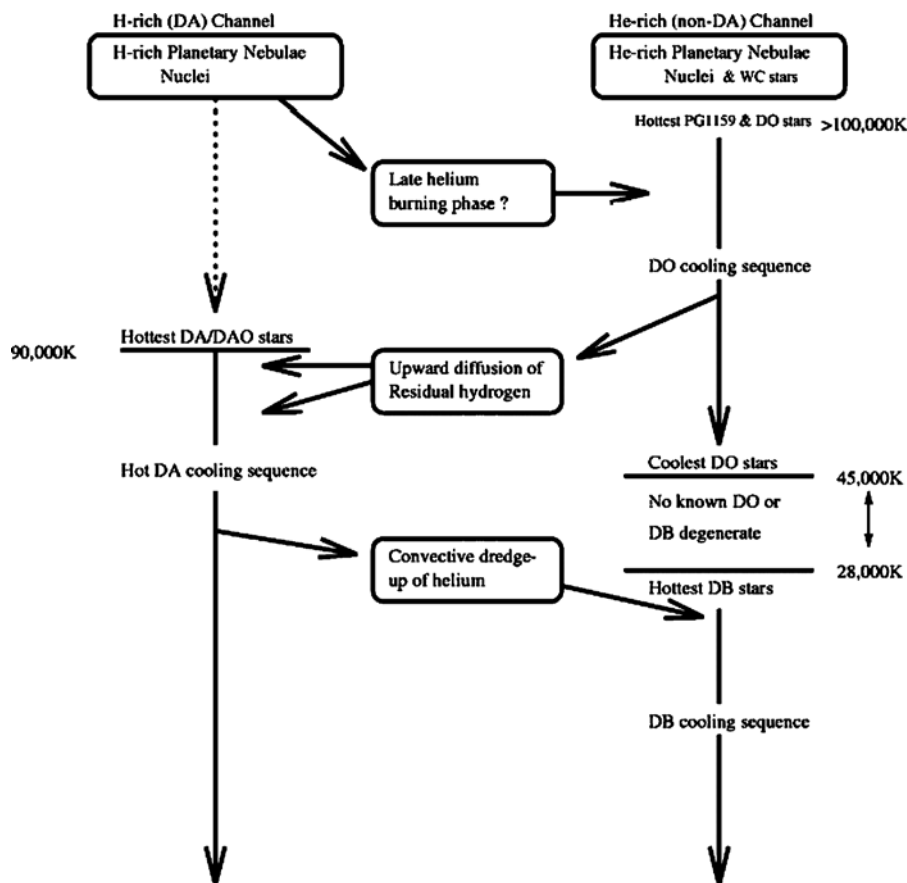 H-rich (DA) Channel
H-rich Planetary Nebulae
Nuclei
He-rich (non-DA) Channel
He-rich Planetary Nebulae
Nuclei & WC stars
Hottest PG1159 & DO stars >100,000K
Late helium
burning phase ?
DO cooling sequence
Hottest DA/DAO stars
90,000K
Upward diffusion of
Residual hydrogen
Hot DA cooling sequence
Coolest DO stars
45,000K
No known DO or
DB degenerate
28,000K
Convective dredge-
up of helium
Hottest DB stars
DB cooling sequence